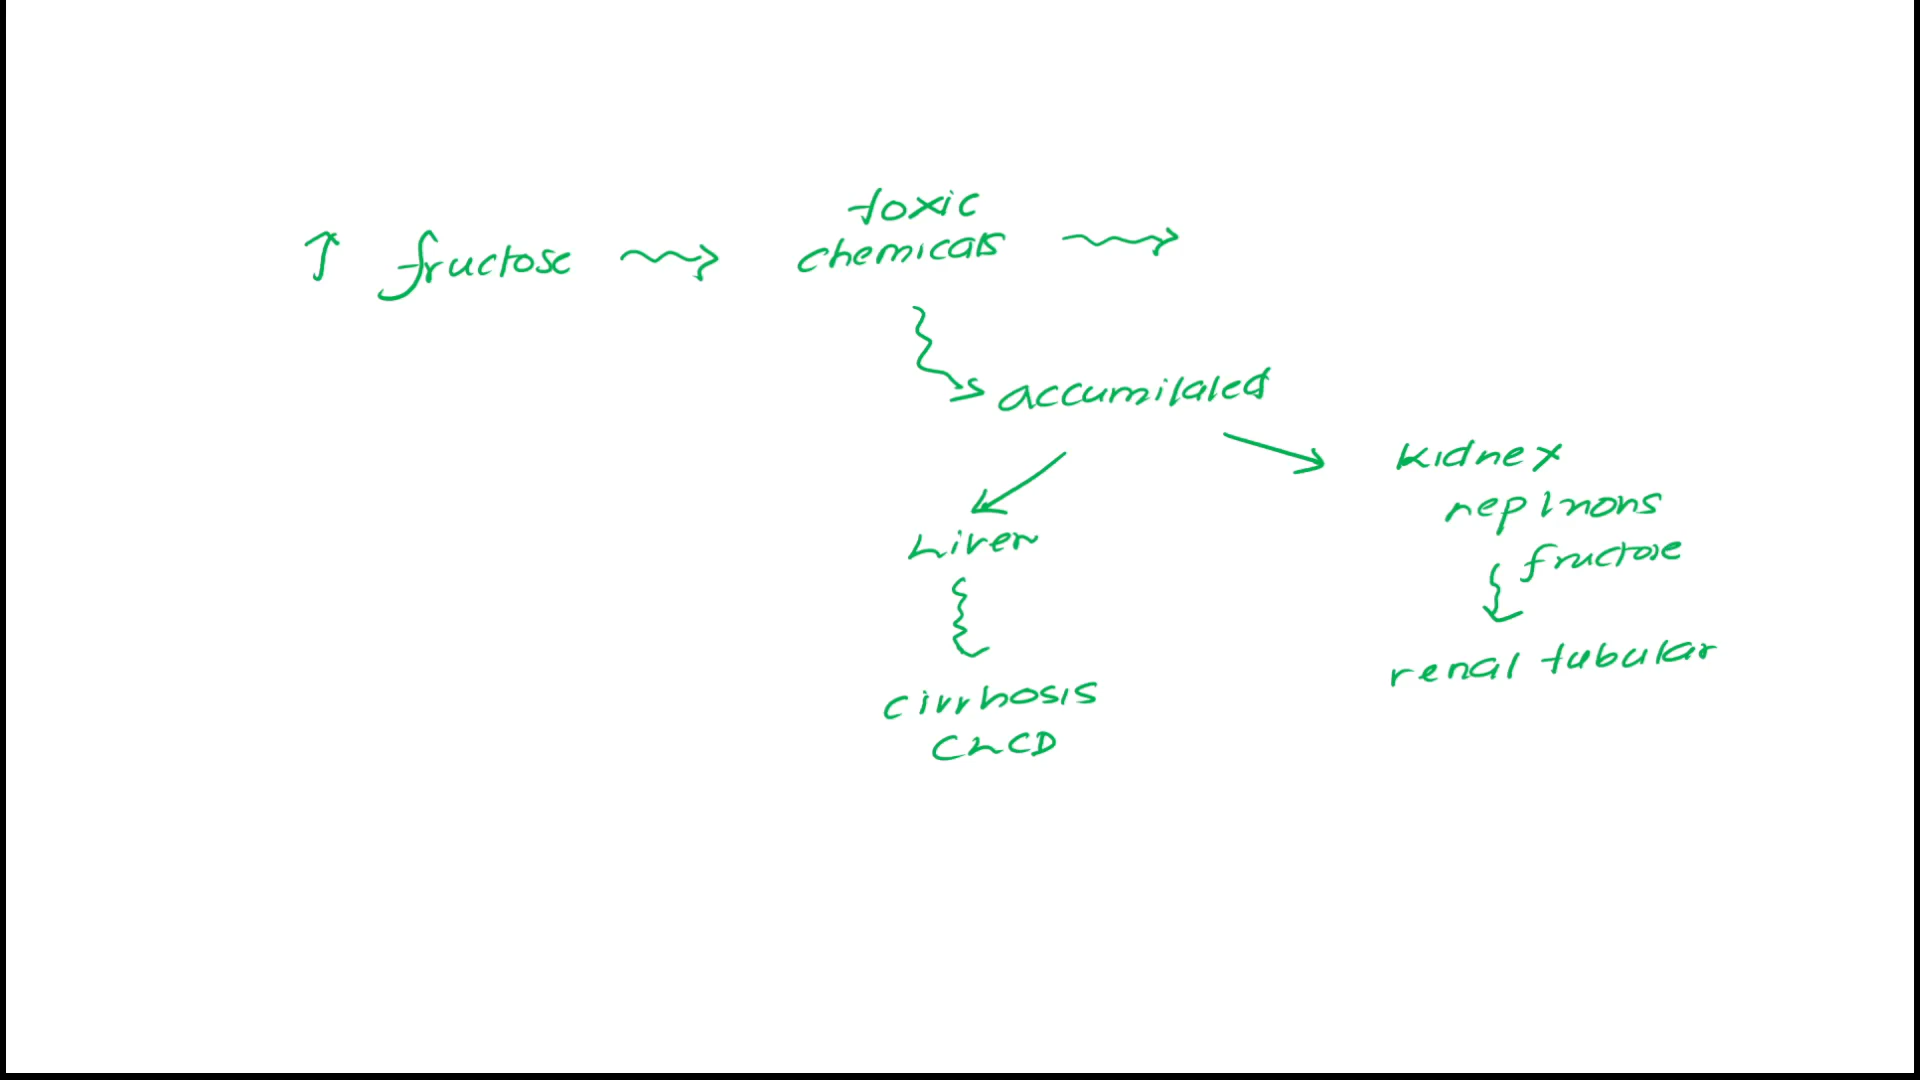 ↑ fructose
toxic
chemicals
accumilated
Liver
cirrhosis
CLCD
kidney
nephrons
fructose
renal tubular